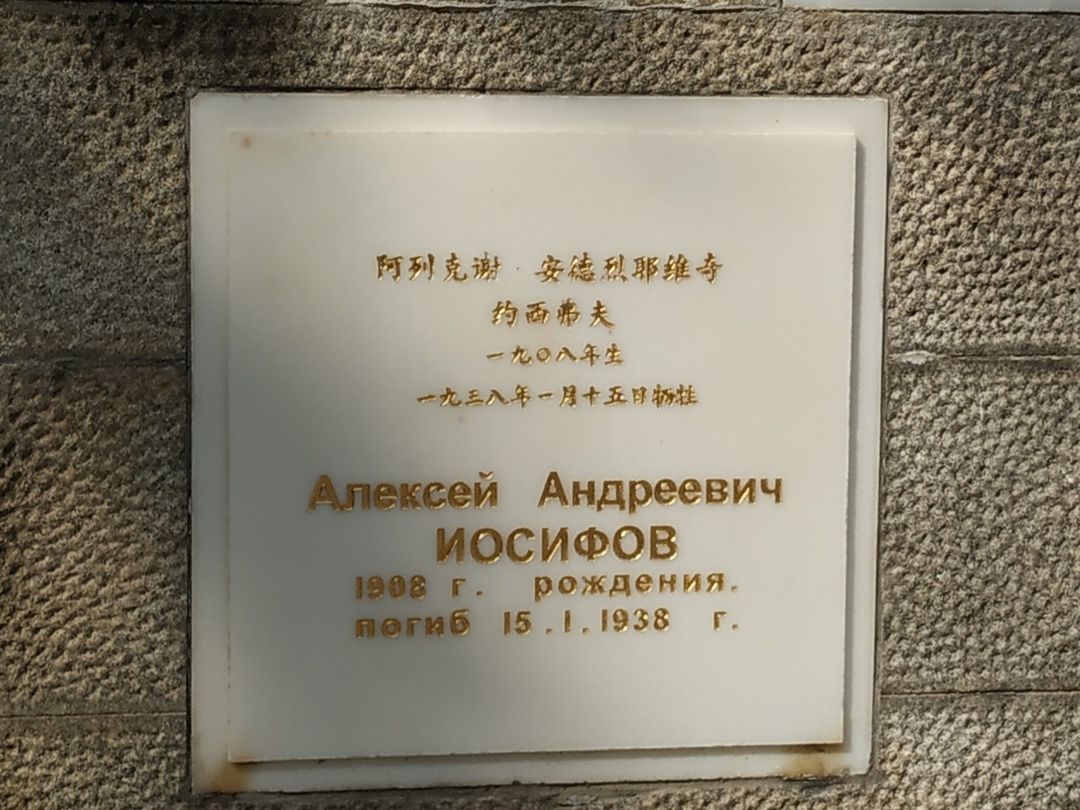 阿列克谢·安德烈耶维奇
约西弗夫
一九〇八年生
一九三八年一月十五日牺牲
Алексей Андреевич
ИОСИФОВ
1908 г. рождения.
погиб 15.1.1938 г.